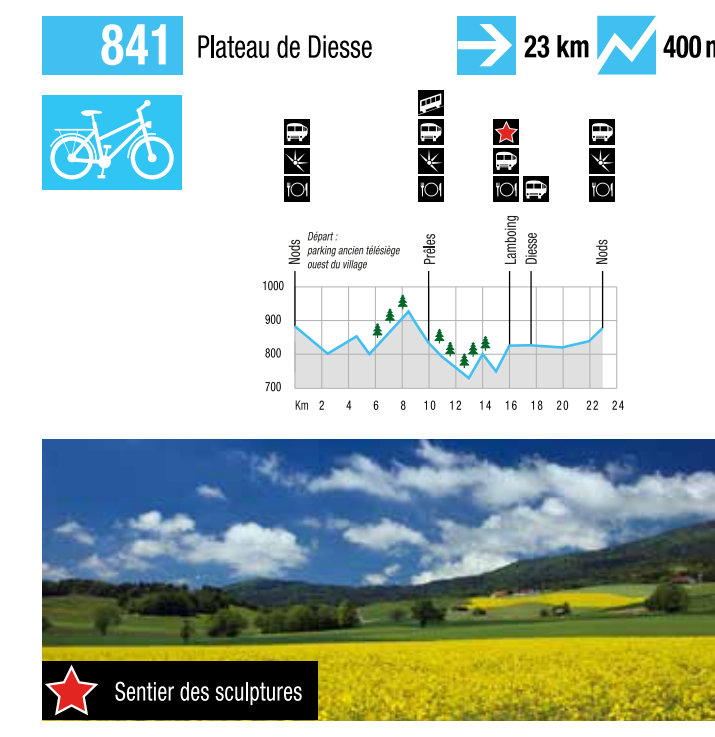 841 Plateau de Diesse 23 km 400 m
Nods
Départ :
parking ancien télésiège
ouest du village
Prêles
Lamboing
Diesse
Nods
1000
900
800
700
Km 2 4 6 8 10 12 14 16 18 20 22 24
Sentier des sculptures